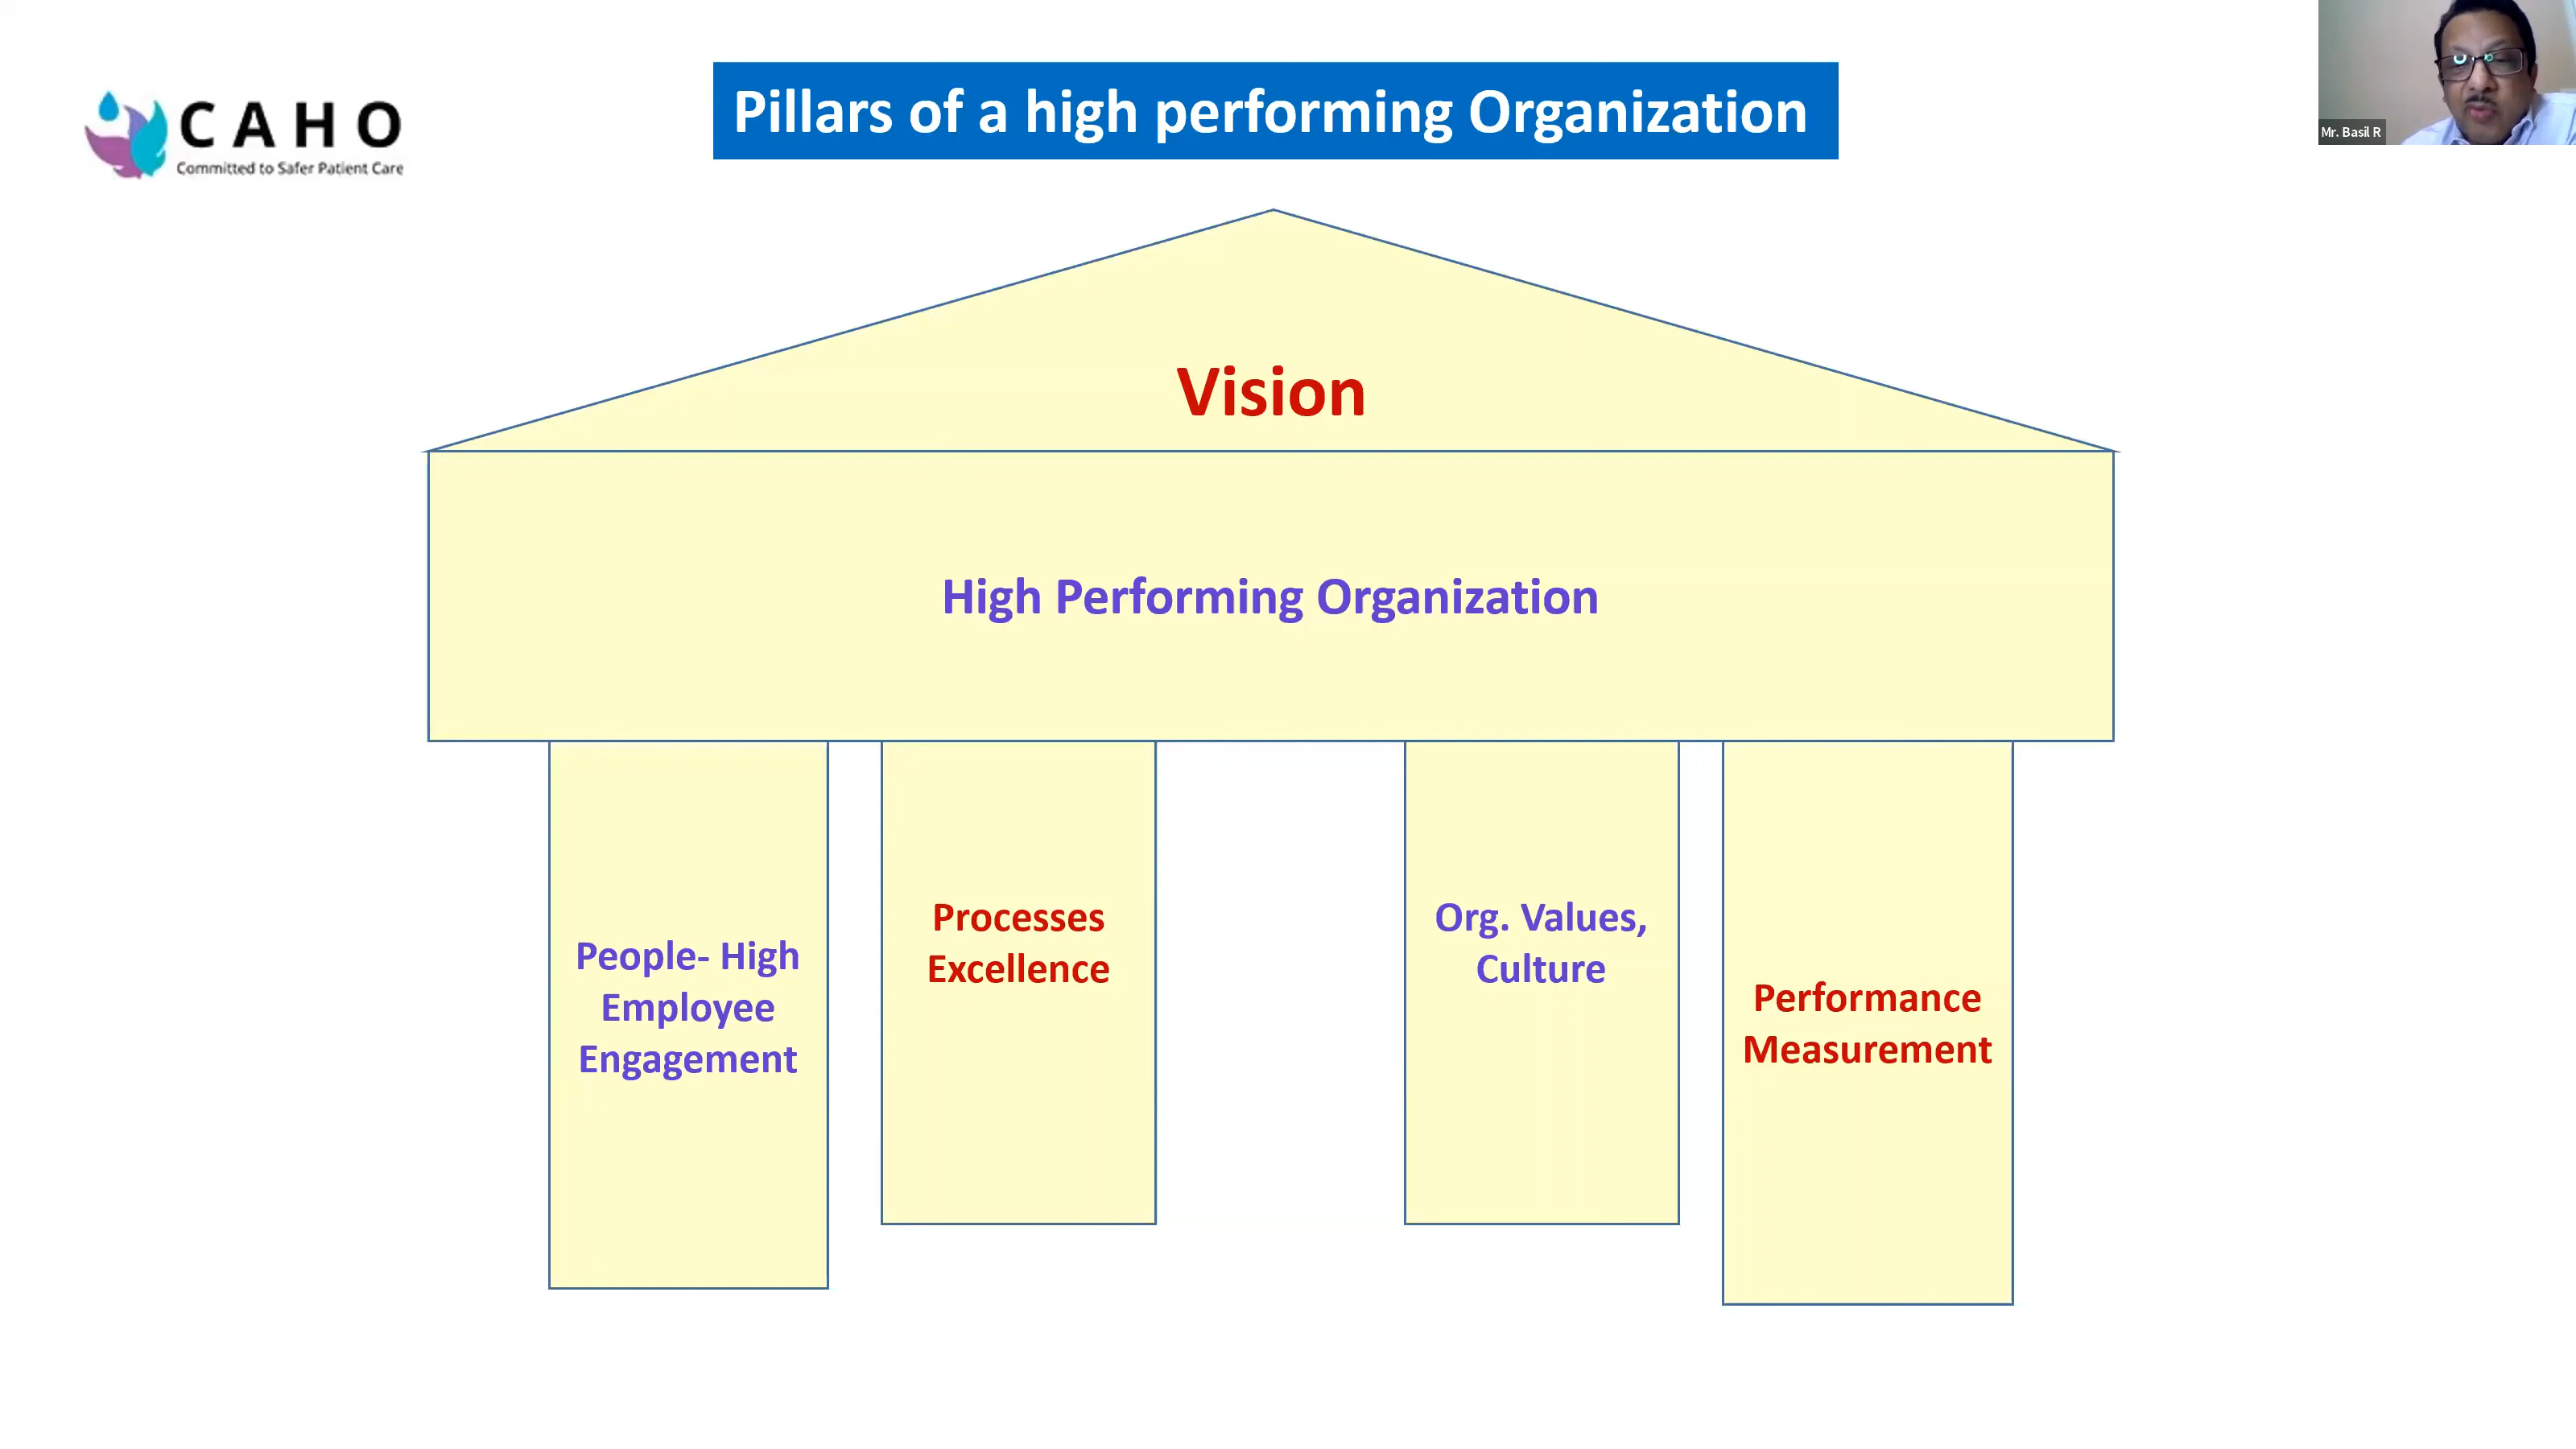 CAHO
Committed to Safer Patient Care
Pillars of a high performing Organization
Mr. Basil R
Vision
High Performing Organization
People- High
Employee
Engagement
Processes
Excellence
Org. Values,
Culture
Performance
Measurement